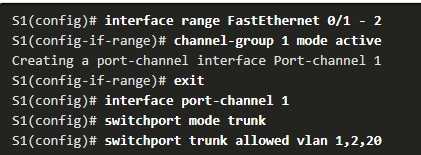 S1(config)# interface range FastEthernet 0/1 - 2
S1(config-if-range)# channel-group 1 mode active
Creating a port-channel interface Port-channel 1
S1(config-if-range)# exit
S1(config)# interface port-channel 1
S1(config)# switchport mode trunk
S1(config)# switchport trunk allowed vlan 1,2,20